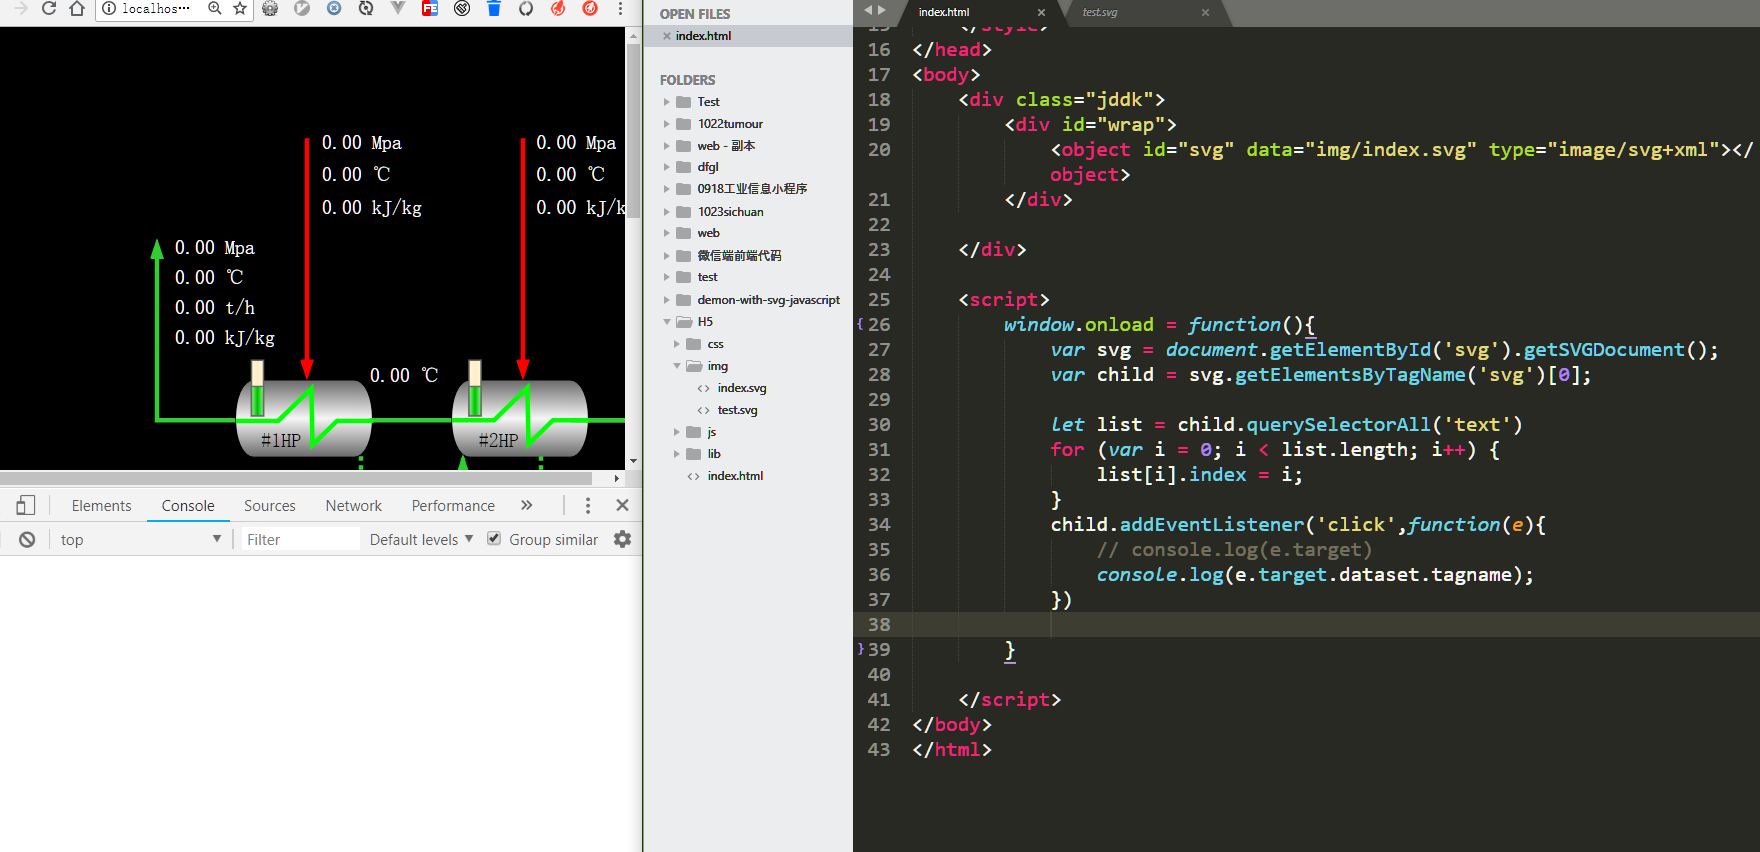 localhos···
0.00 Mpa
0.00 ℃
0.00 kJ/kg
0.00 Mpa
0.00 ℃
0.00 kJ/k
0.00 Mpa
0.00 ℃
0.00 t/h
0.00 kJ/kg
0.00 ℃
#1HP
#2HP
Elements Console Sources Network Performance »
top Filter Default levels Group similar
OPEN FILES
index.html
FOLDERS
Test
1022tumour
web - 副本
dfgl
0918工业信息小程序
1023sichuan
web
微信端前端代码
test
demon-with-svg-javascript
H5
css
img
index.svg
test.svg
js
lib
index.html
index.html test.svg
15 </style>
16 </head>
17 <body>
18 <div class="jddk">
19 <div id="wrap">
20 <object id="svg" data="img/index.svg" type="image/svg+xml"></
object>
21 </div>
22
23 </div>
24
25 <script>
26 window.onload = function(){
27 var svg = document.getElementById('svg').getSVGDocument();
28 var child = svg.getElementsByTagName('svg')[0];
29
30 let list = child.querySelectorAll('text')
31 for (var i = 0; i < list.length; i++) {
32 list[i].index = i;
33 }
34 child.addEventListener('click',function(e){
35 // console.log(e.target)
36 console.log(e.target.dataset.tagname);
37 })
38
39 }
40
41 </script>
42 </body>
43 </html>